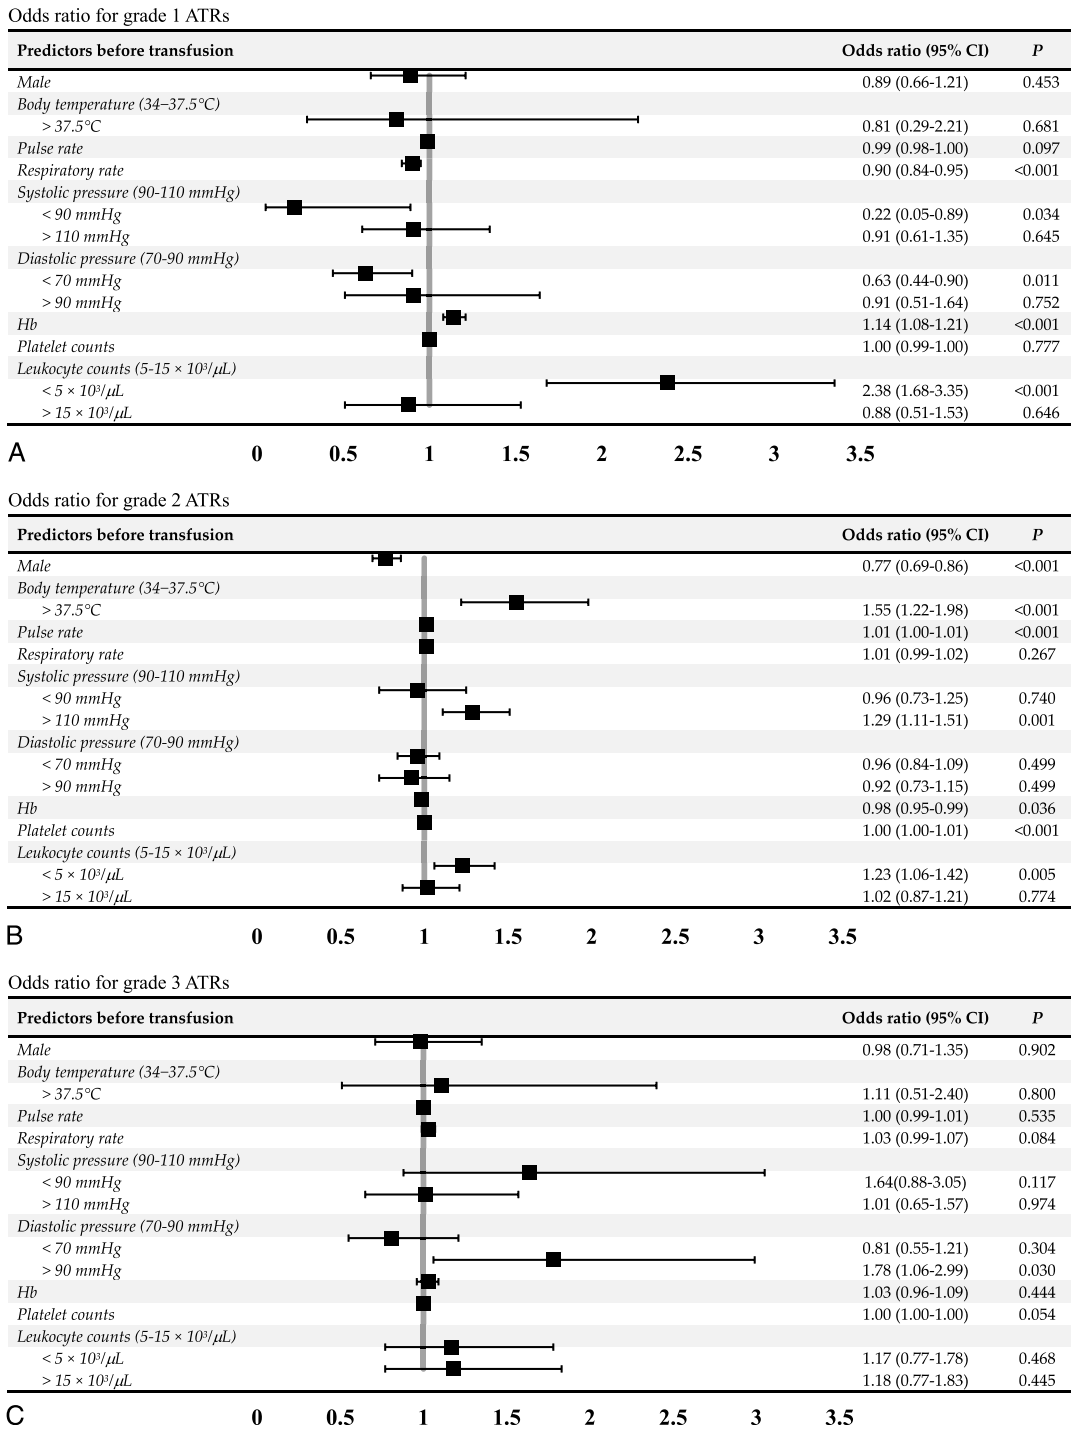 Odds ratio for grade 1 ATRs
Predictors before transfusion Odds ratio (95% CI) P
Male 0.89 (0.66-1.21) 0.453
Body temperature (34−37.5°C)
> 37.5°C 0.81 (0.29-2.21) 0.681
Pulse rate 0.99 (0.98-1.00) 0.097
Respiratory rate 0.90 (0.84-0.95) <0.001
Systolic pressure (90-110 mmHg)
< 90 mmHg 0.22 (0.05-0.89) 0.034
> 110 mmHg 0.91 (0.61-1.35) 0.645
Diastolic pressure (70-90 mmHg)
< 70 mmHg 0.63 (0.44-0.90) 0.011
> 90 mmHg 0.91 (0.51-1.64) 0.752
Hb 1.14 (1.08-1.21) <0.001
Platelet counts 1.00 (0.99-1.00) 0.777
Leukocyte counts (5-15 × 10³/μL)
< 5 × 10³/μL 2.38 (1.68-3.35) <0.001
> 15 × 10³/μL 0.88 (0.51-1.53) 0.646
A 0 0.5 1 1.5 2 2.5 3 3.5
Odds ratio for grade 2 ATRs
Predictors before transfusion Odds ratio (95% CI) P
Male 0.77 (0.69-0.86) <0.001
Body temperature (34−37.5°C)
> 37.5°C 1.55 (1.22-1.98) <0.001
Pulse rate 1.01 (1.00-1.01) <0.001
Respiratory rate 1.01 (0.99-1.02) 0.267
Systolic pressure (90-110 mmHg)
< 90 mmHg 0.96 (0.73-1.25) 0.740
> 110 mmHg 1.29 (1.11-1.51) 0.001
Diastolic pressure (70-90 mmHg)
< 70 mmHg 0.96 (0.84-1.09) 0.499
> 90 mmHg 0.92 (0.73-1.15) 0.499
Hb 0.98 (0.95-0.99) 0.036
Platelet counts 1.00 (1.00-1.01) <0.001
Leukocyte counts (5-15 × 10³/μL)
< 5 × 10³/μL 1.23 (1.06-1.42) 0.005
> 15 × 10³/μL 1.02 (0.87-1.21) 0.774
B 0 0.5 1 1.5 2 2.5 3 3.5
Odds ratio for grade 3 ATRs
Predictors before transfusion Odds ratio (95% CI) P
Male 0.98 (0.71-1.35) 0.902
Body temperature (34−37.5°C)
> 37.5°C 1.11 (0.51-2.40) 0.800
Pulse rate 1.00 (0.99-1.01) 0.535
Respiratory rate 1.03 (0.99-1.07) 0.084
Systolic pressure (90-110 mmHg)
< 90 mmHg 1.64(0.88-3.05) 0.117
> 110 mmHg 1.01 (0.65-1.57) 0.974
Diastolic pressure (70-90 mmHg)
< 70 mmHg 0.81 (0.55-1.21) 0.304
> 90 mmHg 1.78 (1.06-2.99) 0.030
Hb 1.03 (0.96-1.09) 0.444
Platelet counts 1.00 (1.00-1.00) 0.054
Leukocyte counts (5-15 × 10³/μL)
< 5 × 10³/μL 1.17 (0.77-1.78) 0.468
> 15 × 10³/μL 1.18 (0.77-1.83) 0.445
C 0 0.5 1 1.5 2 2.5 3 3.5